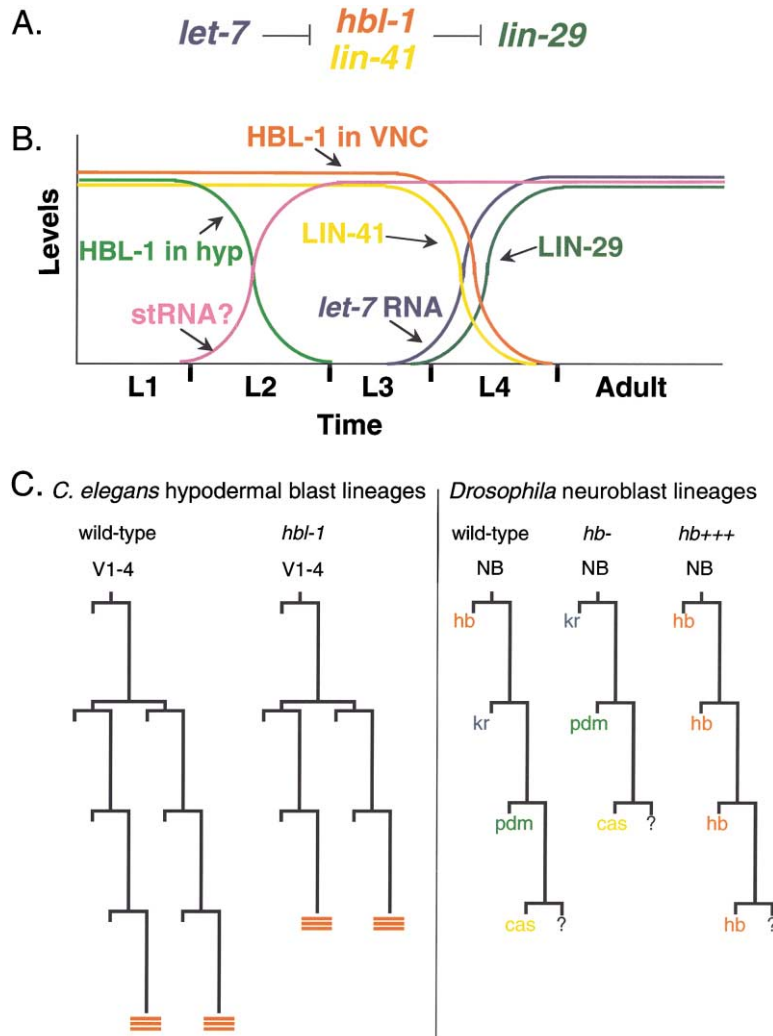 A.
let-7
hbl-1
lin-41
lin-29
B.
Levels
HBL-1 in VNC
HBL-1 in hyp
stRNA?
LIN-41
let-7 RNA
LIN-29
L1 L2 L3 L4 Adult
Time
C. C. elegans hypodermal blast lineages
wild-type hbl-1
V1-4 V1-4
Drosophila neuroblast lineages
wild-type hb- hb+++
NB NB NB
hb kr hb
kr pdm hb
pdm cas ? hb
cas ? hb ?